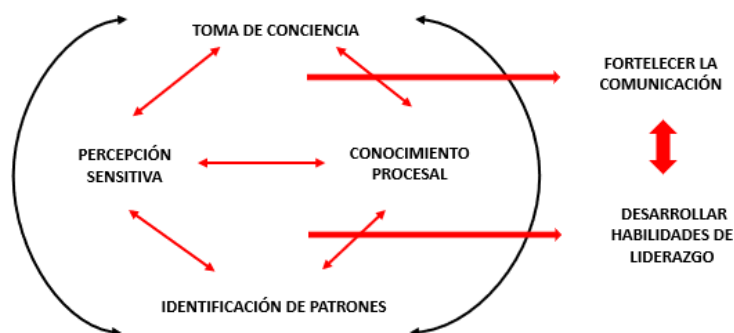 TOMA DE CONCIENCIA
FORTELECER LA
COMUNICACIÓN
PERCEPCIÓN
SENSITIVA
CONOCIMIENTO
PROCESAL
DESARROLLAR
HABILIDADES DE
LIDERAZGO
IDENTIFICACIÓN DE PATRONES